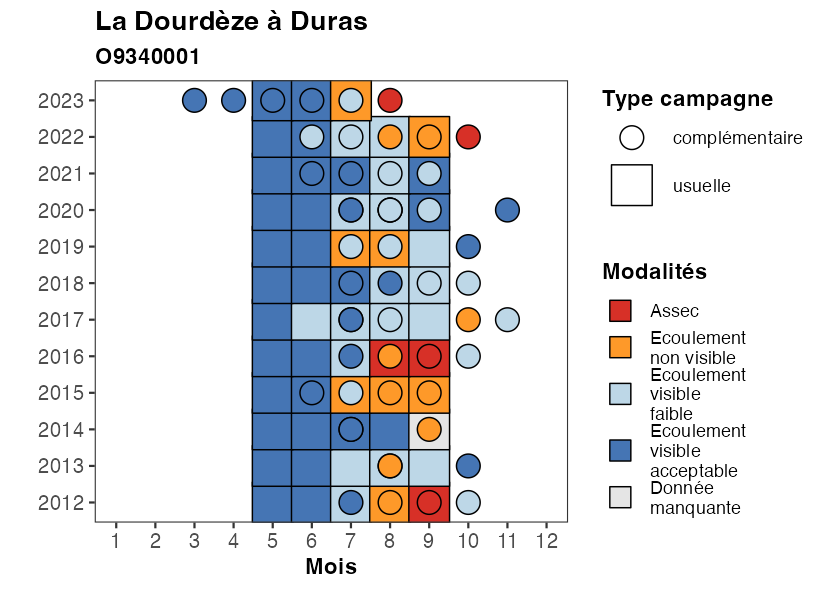 La Dourdèze à Duras
O9340001
2023
2022
2021
2020
2019
2018
2017
2016
2015
2014
2013
2012
1 2 3 4 5 6 7 8 9 10 11 12
Mois
Type campagne
complémentaire
usuelle
Modalités
Assec
Ecoulement
non visible
Ecoulement
visible
faible
Ecoulement
visible
acceptable
Donnée
manquante